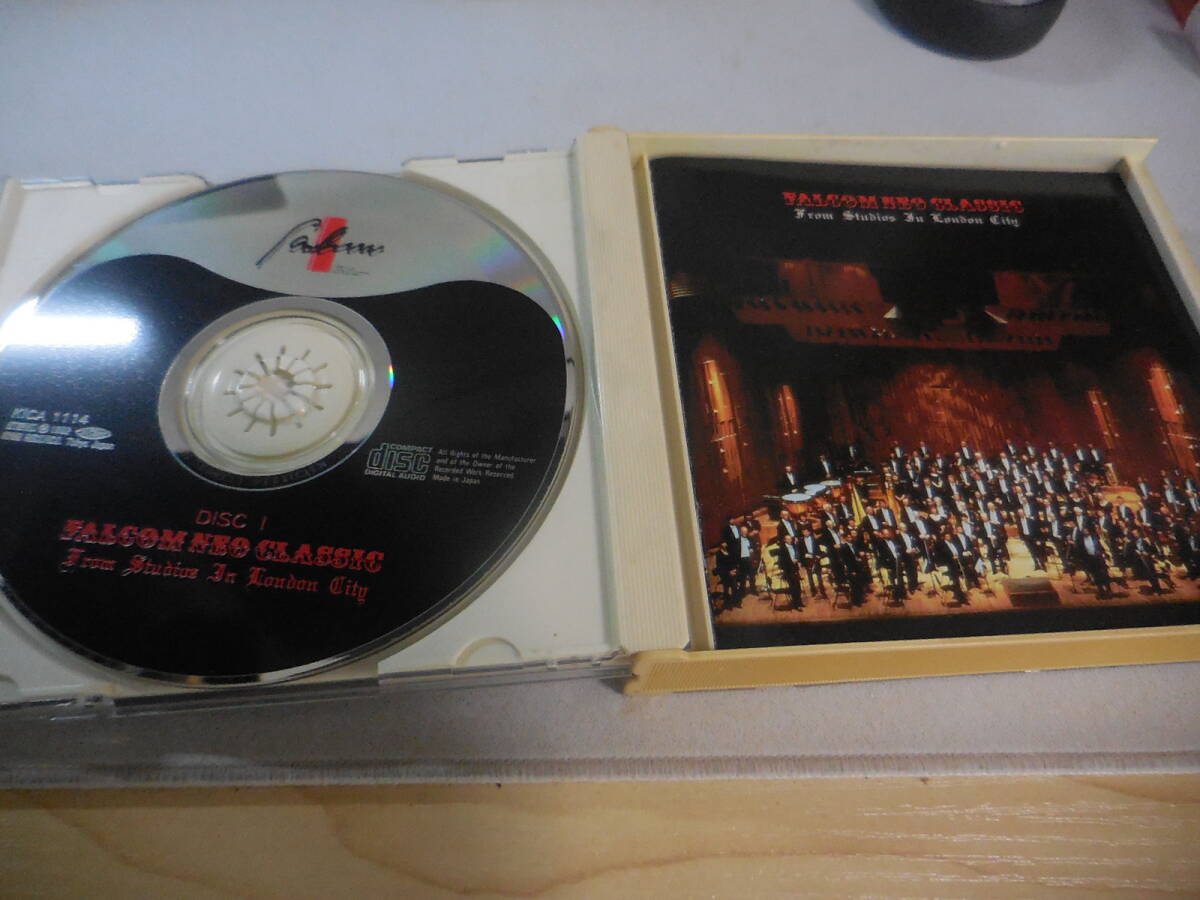 Falcom
KICA 1114
COMPACT
disc
DIGITAL AUDIO
All Rights of the Manufacturer
and of the Owner of the
Recorded Work Reserved.
Made in Japan
DISC 1
FALCOM NEO CLASSIC
From Studios In London City
FALCOM NEO CLASSIC
From Studios In London City